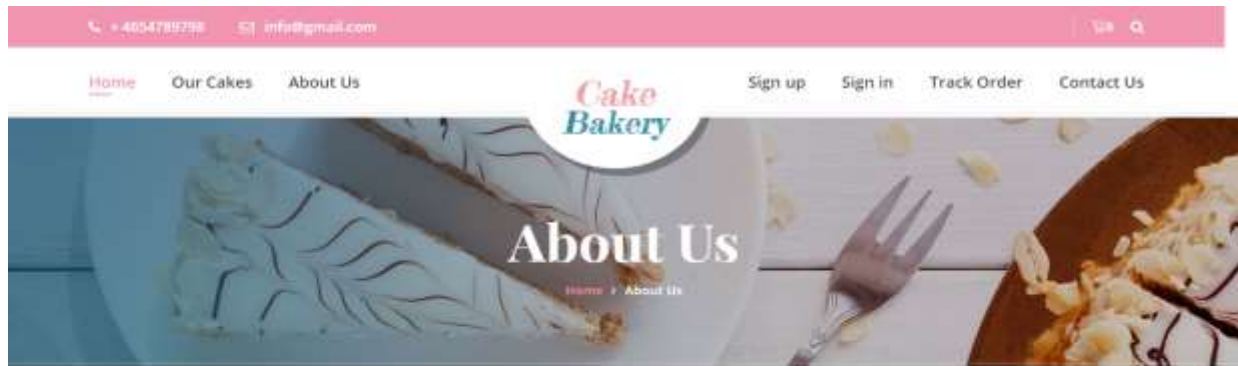 + 4654789798 info@gmail.com
Home Our Cakes About Us
Cake
Bakery
Sign up Sign in Track Order Contact Us
About Us
Home > About Us